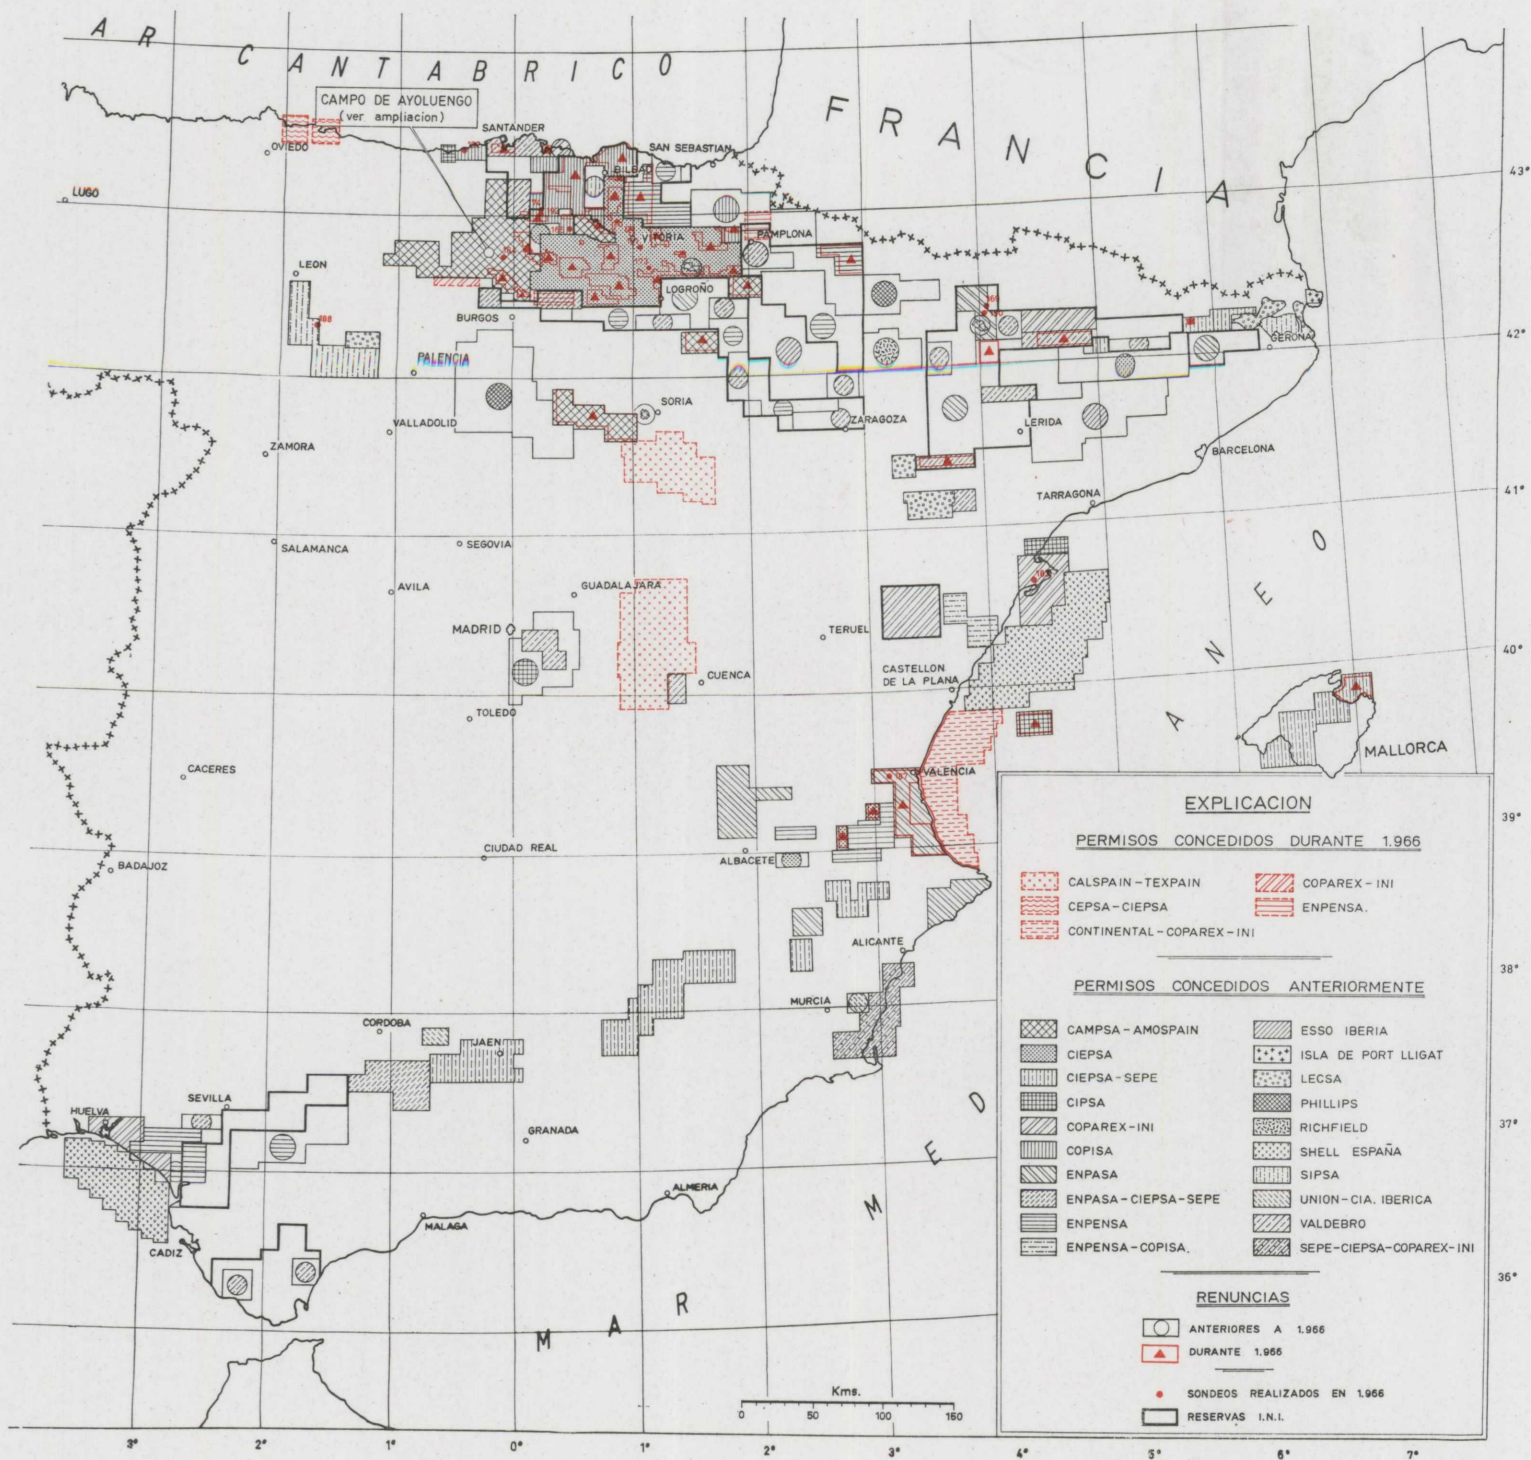 MAR CANTABRICO
CAMPO DE AYOLUENGO
(ver ampliacion)
FRANCIA
SANTANDER
OVIEDO
SAN SEBASTIAN
BILBAO
LUGO
43°
VITORIA
PAMPLONA
LEON
LOGROÑO
BURGOS
169
188
42°
GERONA
PALENCIA
SORIA
VALLADOLID
ZARAGOZA
LERIDA
ZAMORA
BARCELONA
41°
TARRAGONA
SALAMANCA
SEGOVIA
AVILA
GUADALAJARA
MADRID
TERUEL
40°
CUENCA
CASTELLON
DE LA PLANA
TOLEDO
MALLORCA
CACERES
VALENCIA
187
39°
CIUDAD REAL
ALBACETE
BADAJOZ
ALICANTE
38°
MURCIA
CORDOBA
JAEN
SEVILLA
HUELVA
37°
GRANADA
ALMERIA
MALAGA
CADIZ
36°
MAR MEDITERRANEO
Kms.
0 50 100 150
3° 2° 1° 0° 1° 2° 3° 4° 5° 6° 7°
EXPLICACION
PERMISOS CONCEDIDOS DURANTE 1.966
CALSPAIN-TEXPAIN
COPAREX-INI
CEPSA-CIEPSA
ENPENSA.
CONTINENTAL-COPAREX-INI
PERMISOS CONCEDIDOS ANTERIORMENTE
CAMPSA-AMOSPAIN
ESSO IBERIA
CIEPSA
ISLA DE PORT LLIGAT
CIEPSA-SEPE
LECSA
CIPSA
PHILLIPS
COPAREX-INI
RICHFIELD
COPISA
SHELL ESPAÑA
ENPASA
SIPSA
ENPASA-CIEPSA-SEPE
UNION-CIA. IBERICA
ENPENSA
VALDEBRO
ENPENSA-COPISA.
SEPE-CIEPSA-COPAREX-INI
RENUNCIAS
ANTERIORES A 1.966
DURANTE 1.966
SONDEOS REALIZADOS EN 1.966
RESERVAS I.N.I.